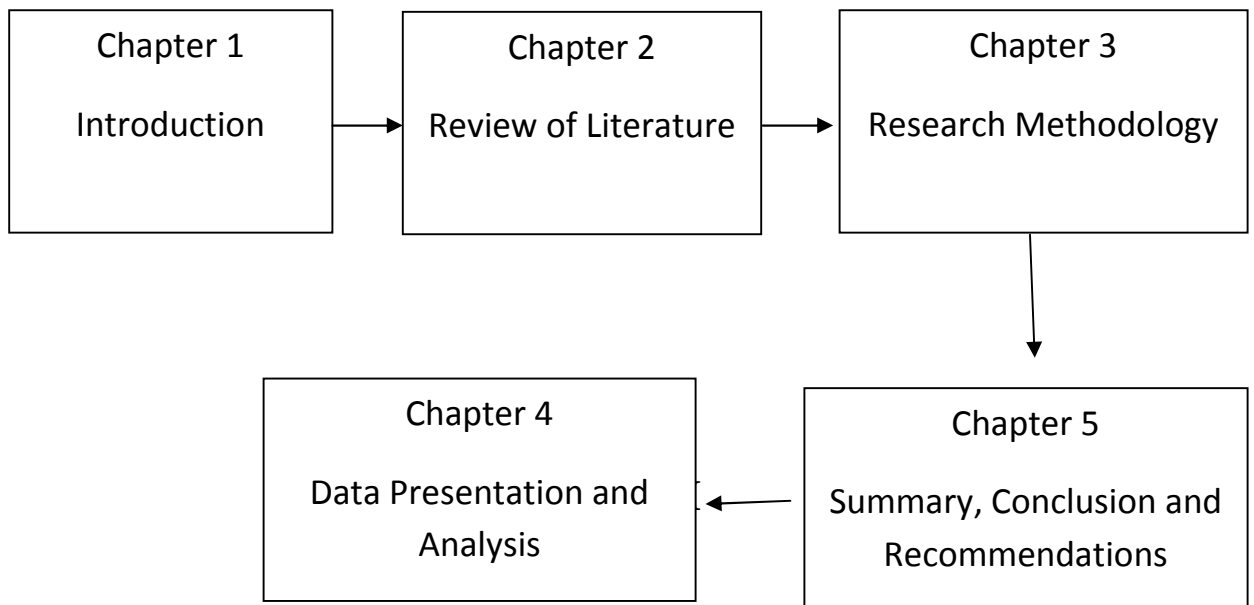 Chapter 1
Introduction
Chapter 2
Review of Literature
Chapter 3
Research Methodology
Chapter 4
Data Presentation and
Analysis
Chapter 5
Summary, Conclusion and
Recommendations